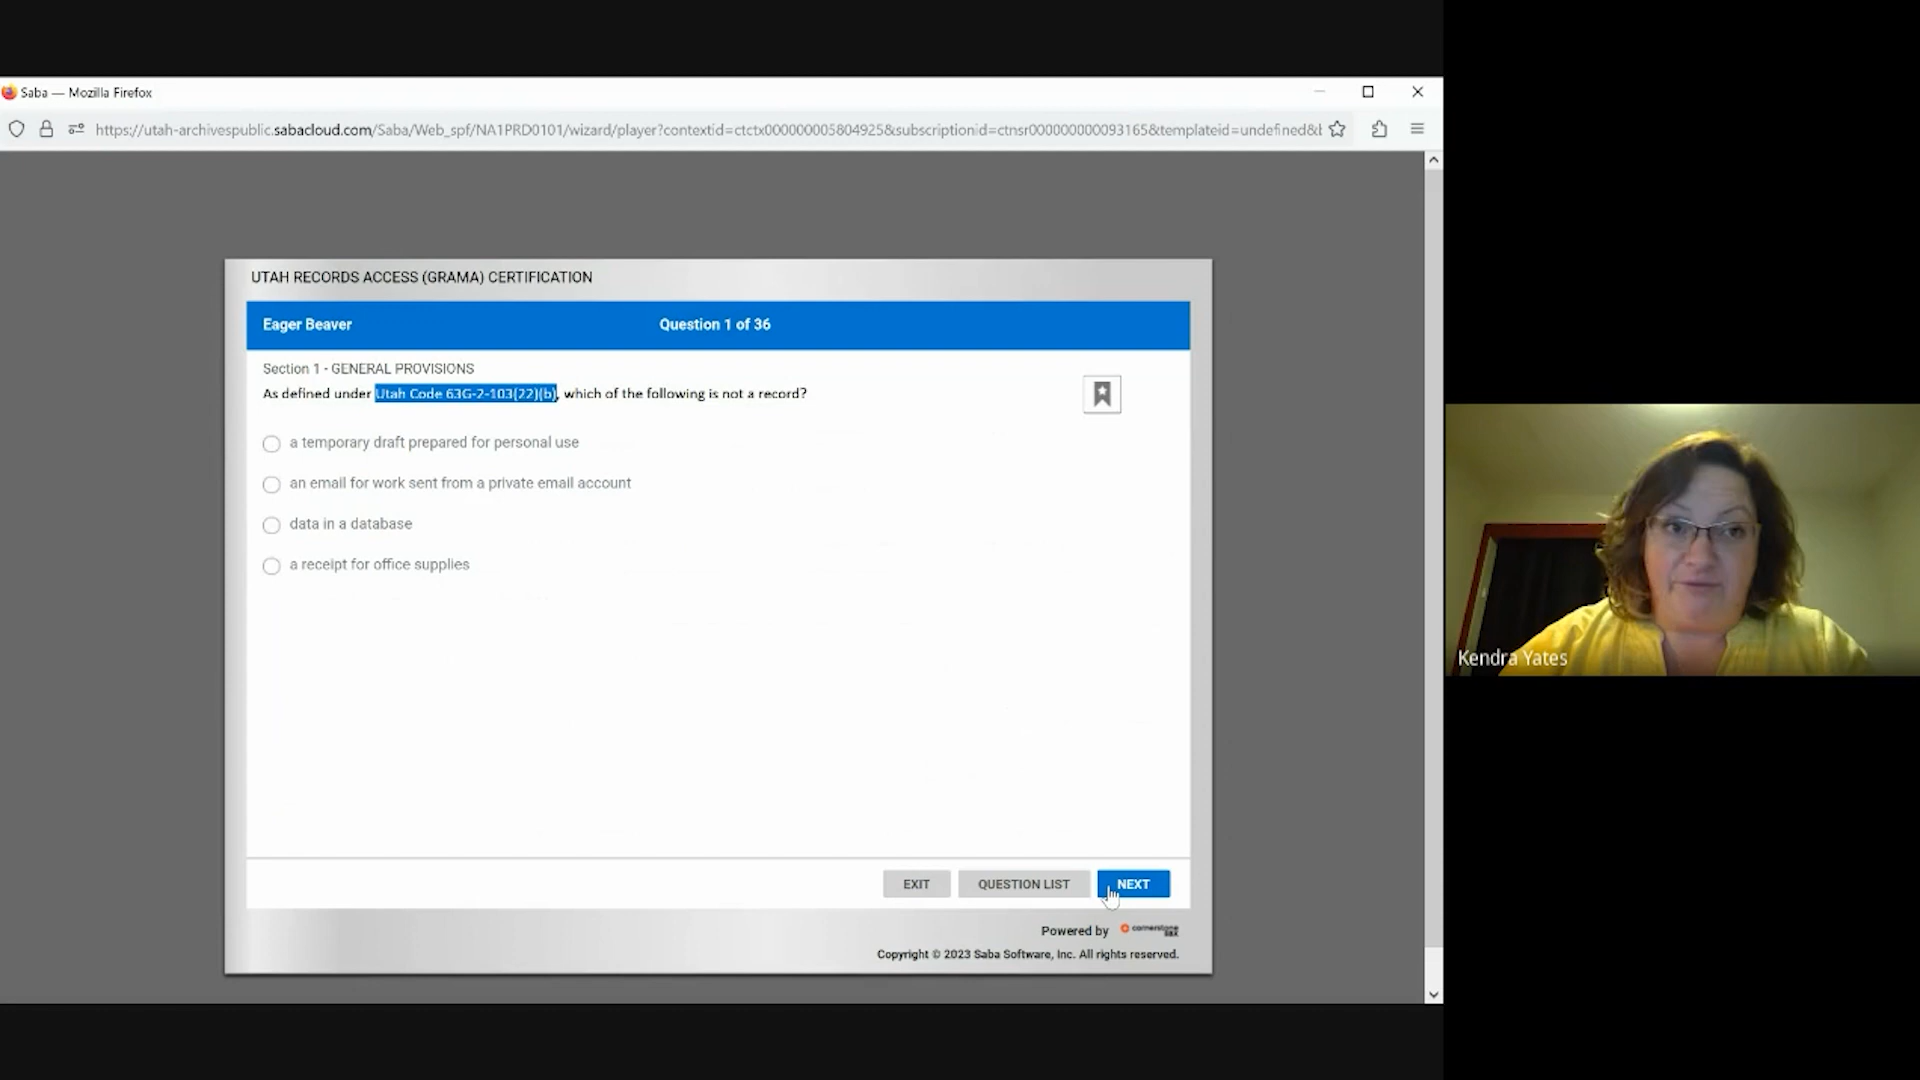 Saba — Mozilla Firefox
https://utah-archivespublic.sabacloud.com/Saba/Web_spf/NA1PRD0101/wizard/player?contextid=ctctx000000005804925&subscriptionid=ctnsr000000000093165&templateid=undefined&t
UTAH RECORDS ACCESS (GRAMA) CERTIFICATION
Eager Beaver
Question 1 of 36
Section 1 - GENERAL PROVISIONS
As defined under Utah Code 63G-2-103(22)(b), which of the following is not a record?
a temporary draft prepared for personal use
an email for work sent from a private email account
data in a database
a receipt for office supplies
EXIT
QUESTION LIST
NEXT
Powered by cornerstone
Copyright © 2023 Saba Software, Inc. All rights reserved.
Kendra Yates